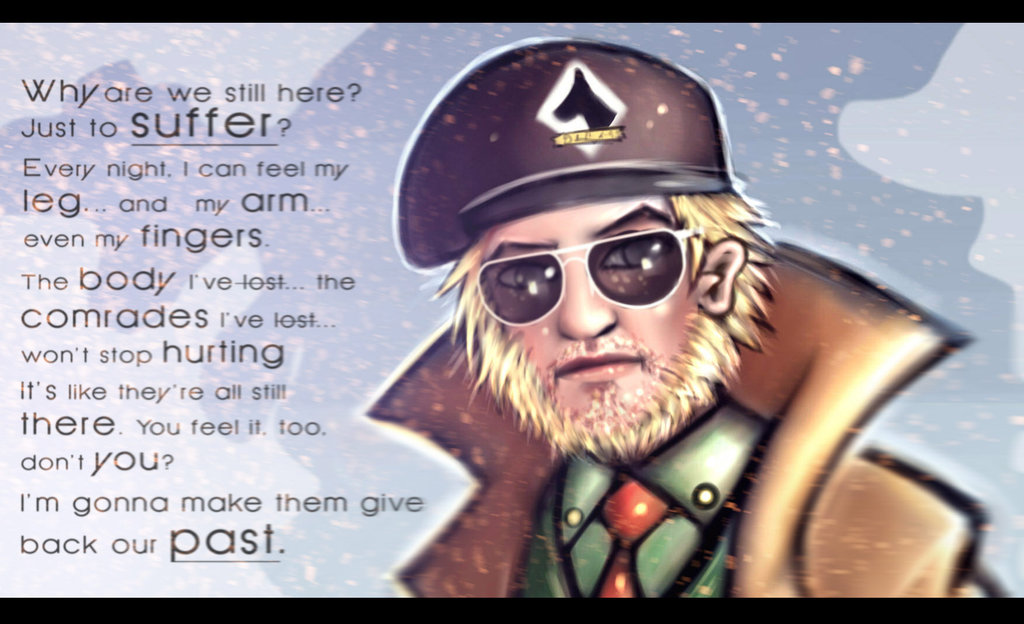 Why are we still here?
Just to suffer?
Every night, I can feel my
leg... and my arm...
even my fingers.
The body I've lost... the
comrades I've lost...
won't stop hurting
It's like they're all still
there. You feel it, too,
don't you?
I'm gonna make them give
back our past.